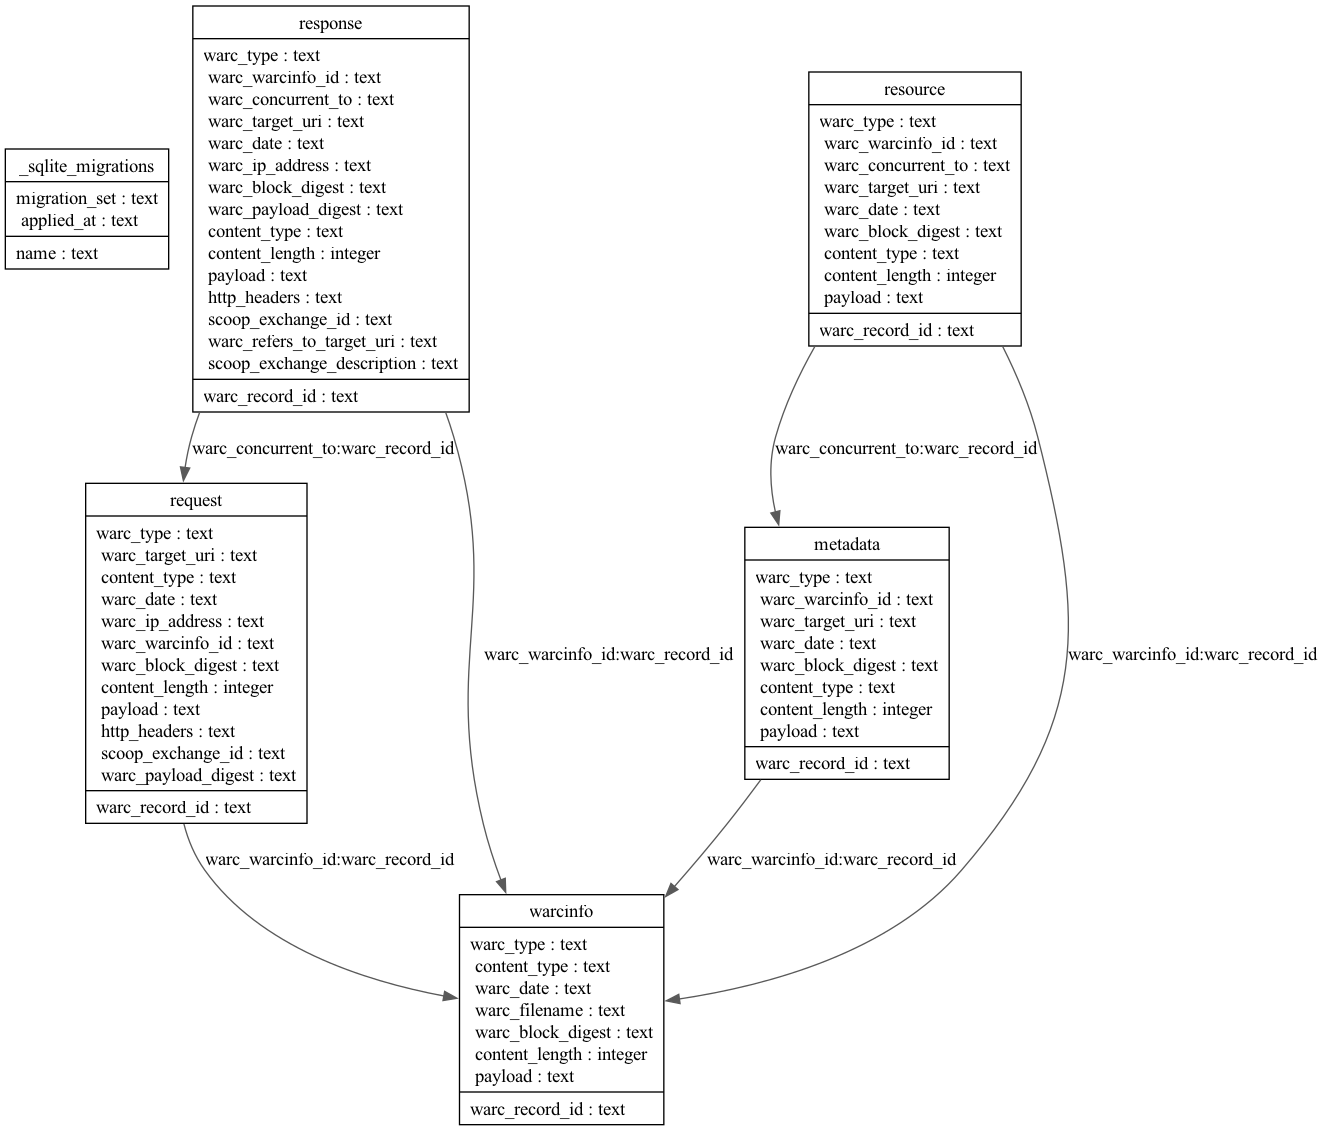 _sqlite_migrations
migration_set : text
applied_at : text
name : text
response
warc_type : text
warc_warcinfo_id : text
warc_concurrent_to : text
warc_target_uri : text
warc_date : text
warc_ip_address : text
warc_block_digest : text
warc_payload_digest : text
content_type : text
content_length : integer
payload : text
http_headers : text
scoop_exchange_id : text
warc_refers_to_target_uri : text
scoop_exchange_description : text
warc_record_id : text
resource
warc_type : text
warc_warcinfo_id : text
warc_concurrent_to : text
warc_target_uri : text
warc_date : text
warc_block_digest : text
content_type : text
content_length : integer
payload : text
warc_record_id : text
warc_concurrent_to:warc_record_id
warc_concurrent_to:warc_record_id
request
warc_type : text
warc_target_uri : text
content_type : text
warc_date : text
warc_ip_address : text
warc_warcinfo_id : text
warc_block_digest : text
content_length : integer
payload : text
http_headers : text
scoop_exchange_id : text
warc_payload_digest : text
warc_record_id : text
warc_warcinfo_id:warc_record_id
metadata
warc_type : text
warc_warcinfo_id : text
warc_target_uri : text
warc_date : text
warc_block_digest : text
content_type : text
content_length : integer
payload : text
warc_record_id : text
warc_warcinfo_id:warc_record_id
warc_warcinfo_id:warc_record_id
warc_warcinfo_id:warc_record_id
warcinfo
warc_type : text
content_type : text
warc_date : text
warc_filename : text
warc_block_digest : text
content_length : integer
payload : text
warc_record_id : text